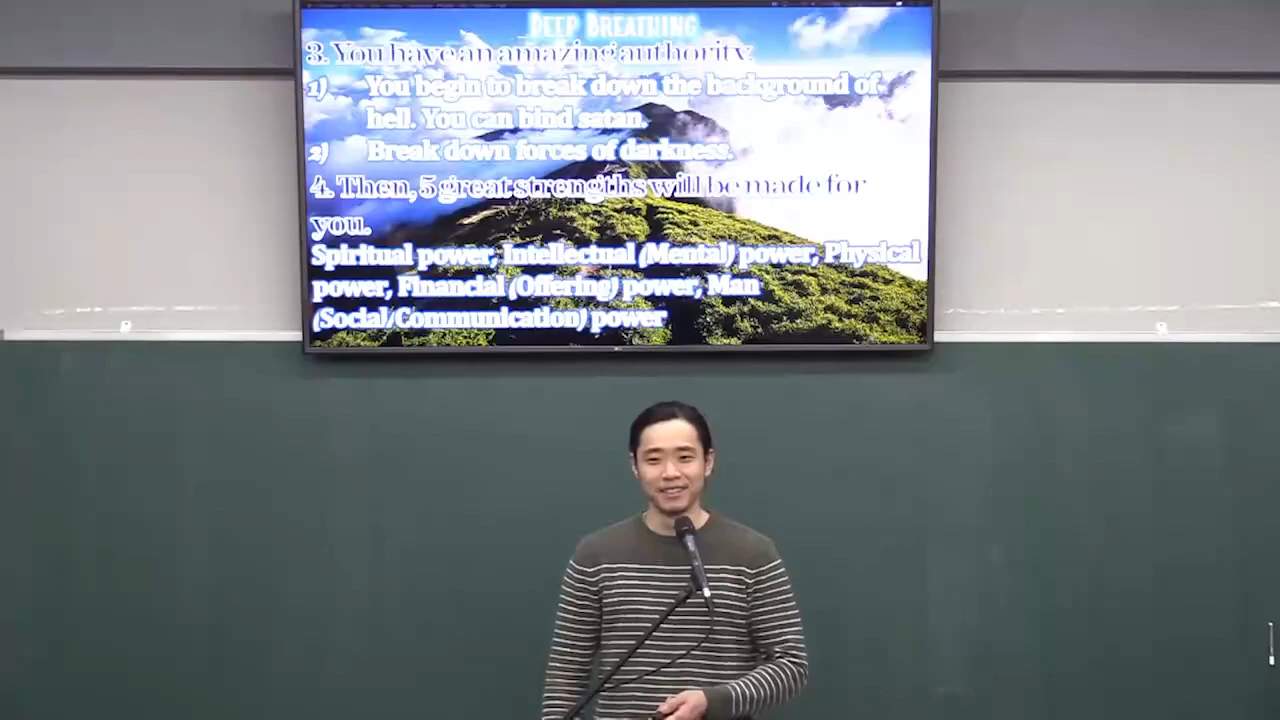 DEEP BREATHING
3. You have an amazing authority.
1) You begin to break down the background of
hell. You can bind satan.
2) Break down forces of darkness.
4. Then, 5 great strengths will be made for
you.
Spiritual power, Intellectual (Mental) power, Physical
power, Financial (Offering) power, Man
(Social/Communication) power